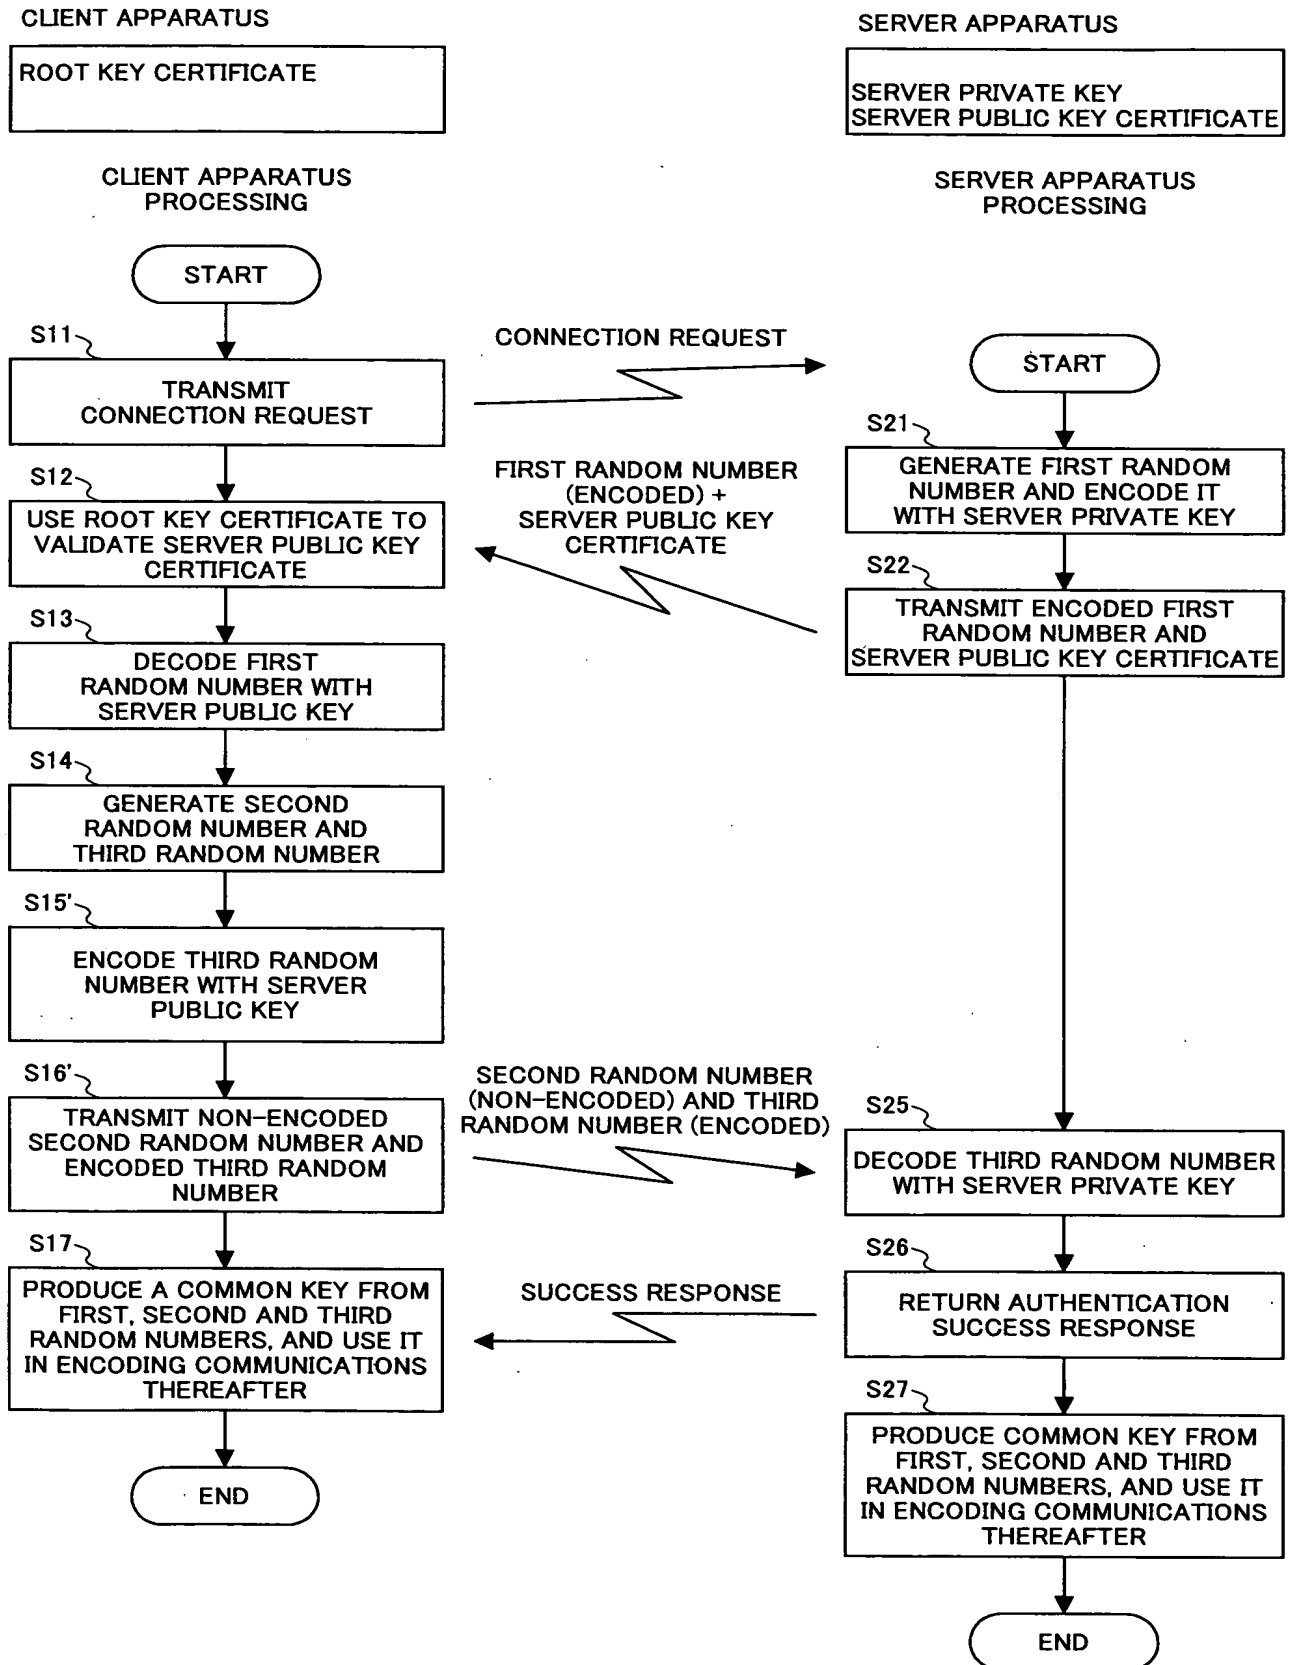 CLIENT APPARATUS
ROOT KEY CERTIFICATE
SERVER APPARATUS
SERVER PRIVATE KEY
SERVER PUBLIC KEY CERTIFICATE
CLIENT APPARATUS
PROCESSING
SERVER APPARATUS
PROCESSING
START
S11
TRANSMIT
CONNECTION REQUEST
CONNECTION REQUEST
START
S21
GENERATE FIRST RANDOM
NUMBER AND ENCODE IT
WITH SERVER PRIVATE KEY
S12
USE ROOT KEY CERTIFICATE TO
VALIDATE SERVER PUBLIC KEY
CERTIFICATE
FIRST RANDOM NUMBER
(ENCODED) +
SERVER PUBLIC KEY
CERTIFICATE
S22
TRANSMIT ENCODED FIRST
RANDOM NUMBER AND
SERVER PUBLIC KEY CERTIFICATE
S13
DECODE FIRST
RANDOM NUMBER WITH
SERVER PUBLIC KEY
S14
GENERATE SECOND
RANDOM NUMBER AND
THIRD RANDOM NUMBER
S15'
ENCODE THIRD RANDOM
NUMBER WITH SERVER
PUBLIC KEY
S16'
TRANSMIT NON-ENCODED
SECOND RANDOM NUMBER AND
ENCODED THIRD RANDOM
NUMBER
SECOND RANDOM NUMBER
(NON-ENCODED) AND THIRD
RANDOM NUMBER (ENCODED)
S25
DECODE THIRD RANDOM NUMBER
WITH SERVER PRIVATE KEY
S17
PRODUCE A COMMON KEY FROM
FIRST, SECOND AND THIRD
RANDOM NUMBERS, AND USE IT
IN ENCODING COMMUNICATIONS
THEREAFTER
SUCCESS RESPONSE
S26
RETURN AUTHENTICATION
SUCCESS RESPONSE
END
S27
PRODUCE COMMON KEY FROM
FIRST, SECOND AND THIRD
RANDOM NUMBERS, AND USE IT
IN ENCODING COMMUNICATIONS
THEREAFTER
END